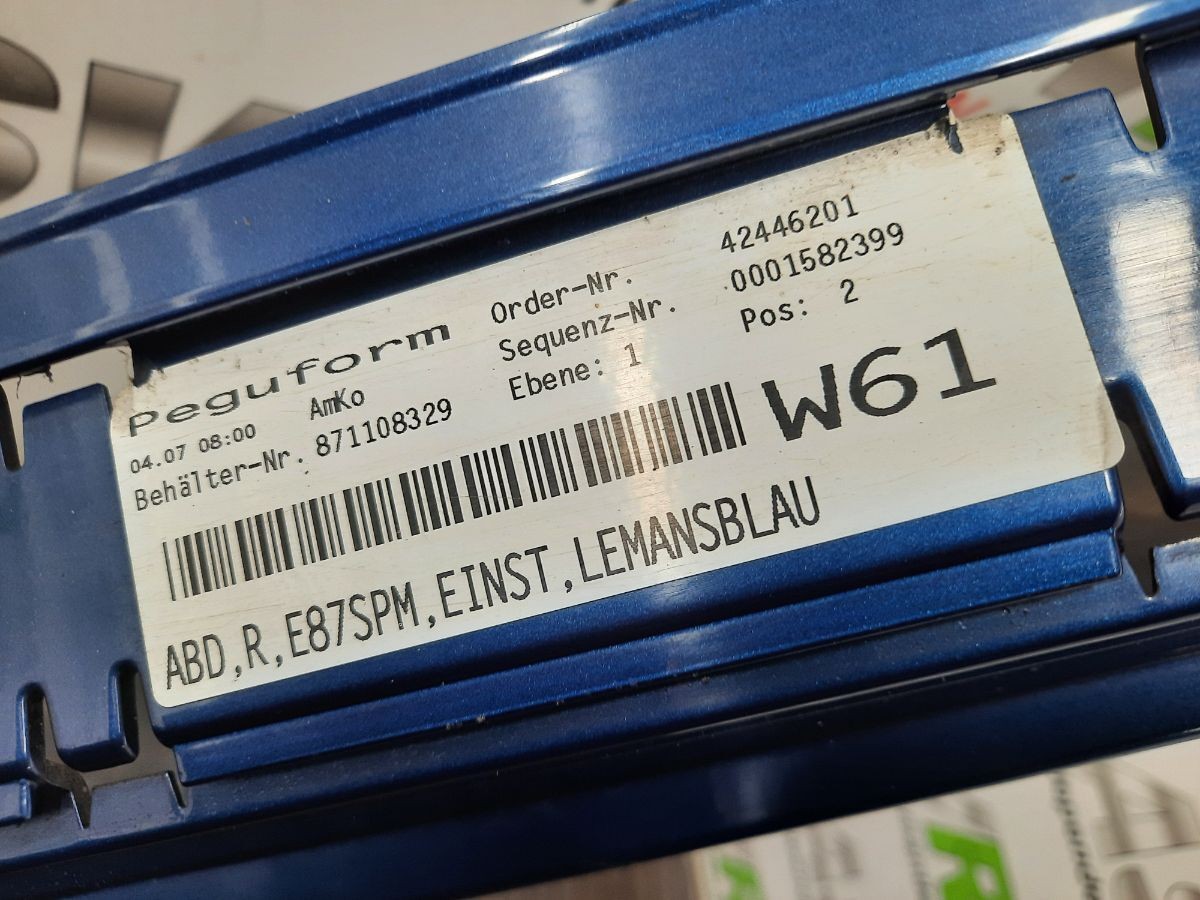 Peguform
04.07 08:00 AmKo
Behälter-Nr. 871108329
Order-Nr. 42446201
Sequenz-Nr. 0001582399
Ebene: 1 Pos: 2
W61
ABD,R,E87SPM,EINST,LEMANSBLAU